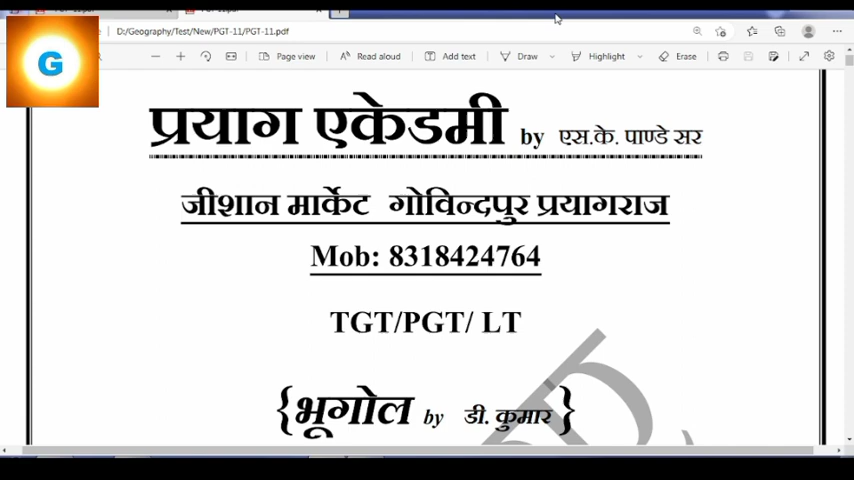 G
D:/Geography/Test/New/PGT-11/PGT-11.pdf
Page view
Read aloud
Add text
Draw
Highlight
Erase
प्रयाग एकेडमी by एस.के. पाण्डे सर
जीशान मार्केट गोविन्दपुर प्रयागराज
Mob: 8318424764
TGT/PGT/ LT
{भूगोल by डी. कुमार}